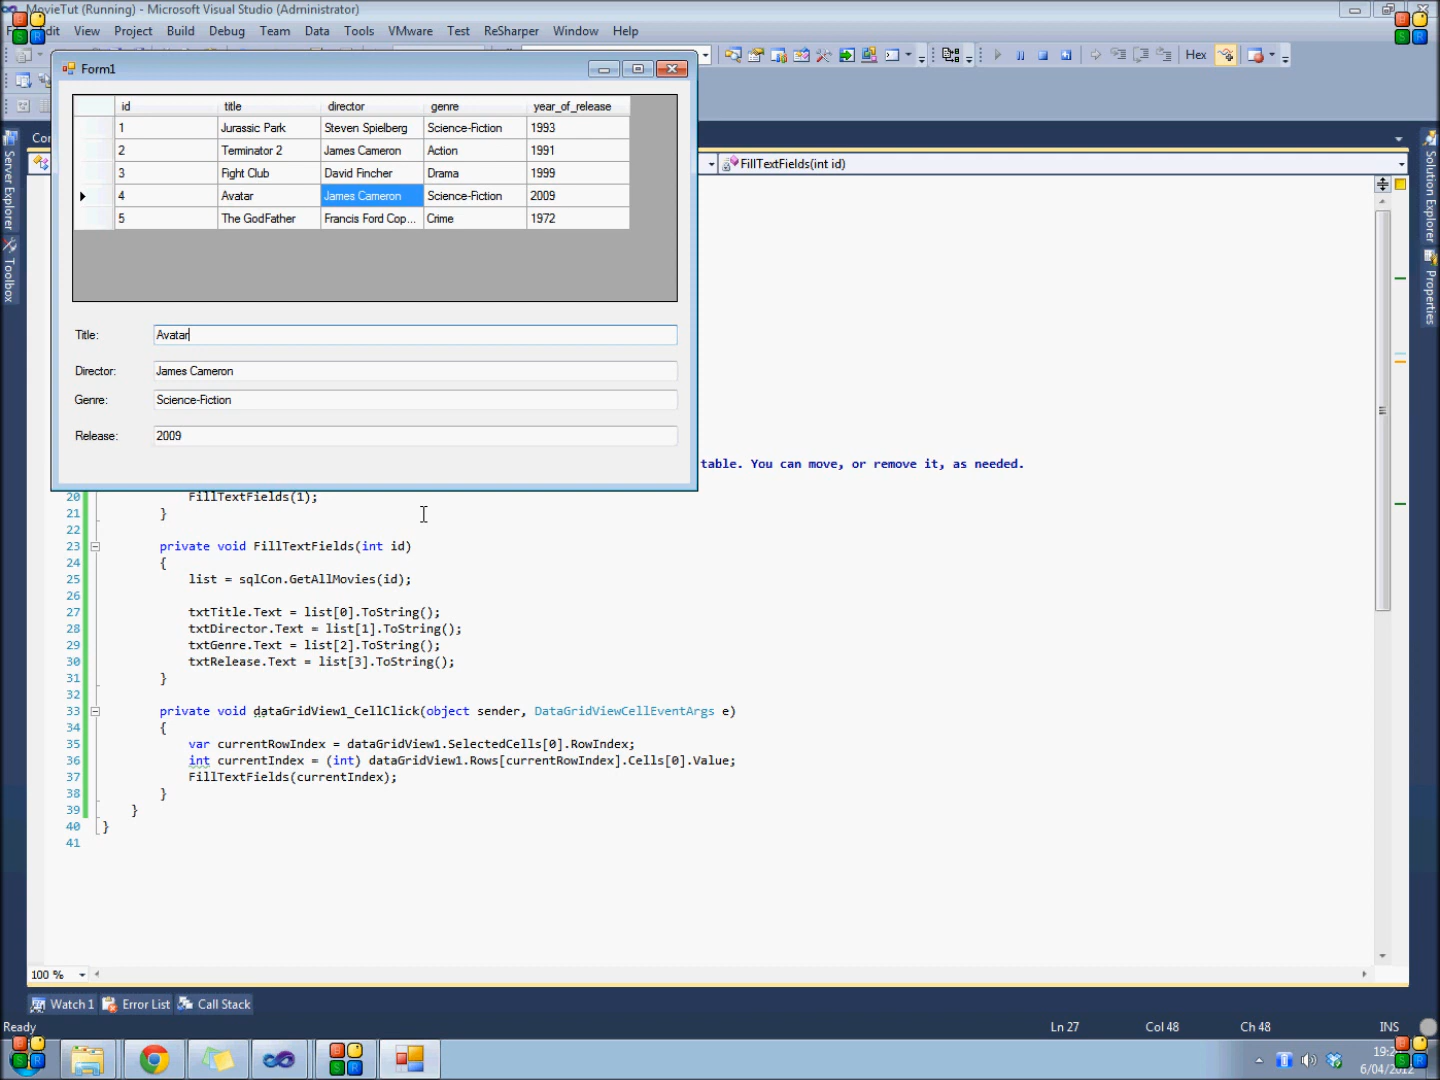 MovieTut (Running) - Microsoft Visual Studio (Administrator)
View Project Build Debug Team Data Tools VMware Test ReSharper Window Help
Hex
Form1
id title director genre year_of_release
1 Jurassic Park Steven Spielberg Science-Fiction 1993
2 Terminator 2 James Cameron Action 1991
3 Fight Club David Fincher Drama 1999
4 Avatar James Cameron Science-Fiction 2009
5 The GodFather Francis Ford Cop... Crime 1972
Title: Avatar
Director: James Cameron
Genre: Science-Fiction
Release: 2009
Server Explorer
Toolbox
FillTextFields(int id)
Solution Explorer
Properties
table. You can move, or remove it, as needed.
20 FillTextFields(1);
21 }
22
23 private void FillTextFields(int id)
24 {
25 list = sqlCon.GetAllMovies(id);
26
27 txtTitle.Text = list[0].ToString();
28 txtDirector.Text = list[1].ToString();
29 txtGenre.Text = list[2].ToString();
30 txtRelease.Text = list[3].ToString();
31 }
32
33 private void dataGridView1_CellClick(object sender, DataGridViewCellEventArgs e)
34 {
35 var currentRowIndex = dataGridView1.SelectedCells[0].RowIndex;
36 int currentIndex = (int) dataGridView1.Rows[currentRowIndex].Cells[0].Value;
37 FillTextFields(currentIndex);
38 }
39 }
40 }
41
100 %
Watch 1 Error List Call Stack
Ready Ln 27 Col 48 Ch 48 INS